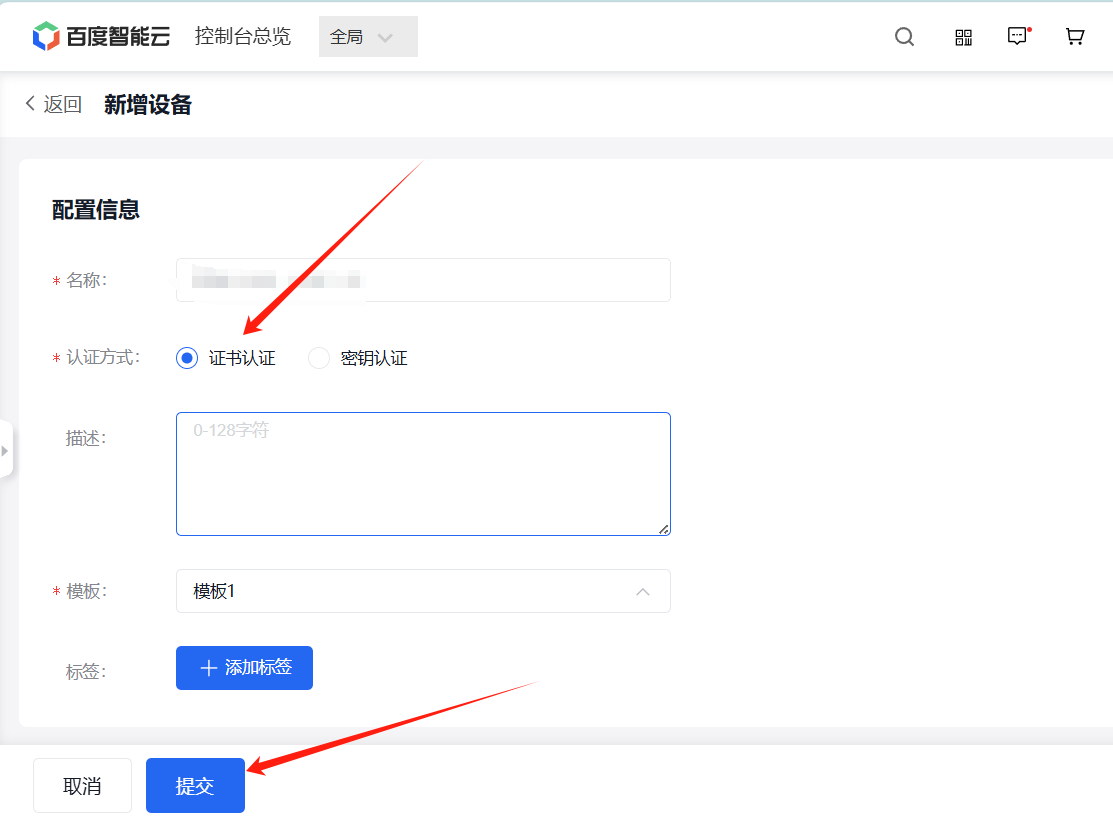 百度智能云 控制台总览 全局
返回 新增设备
配置信息
* 名称：
* 认证方式： 证书认证 密钥认证
描述： 0-128字符
* 模板： 模板1
标签： 添加标签
取消 提交